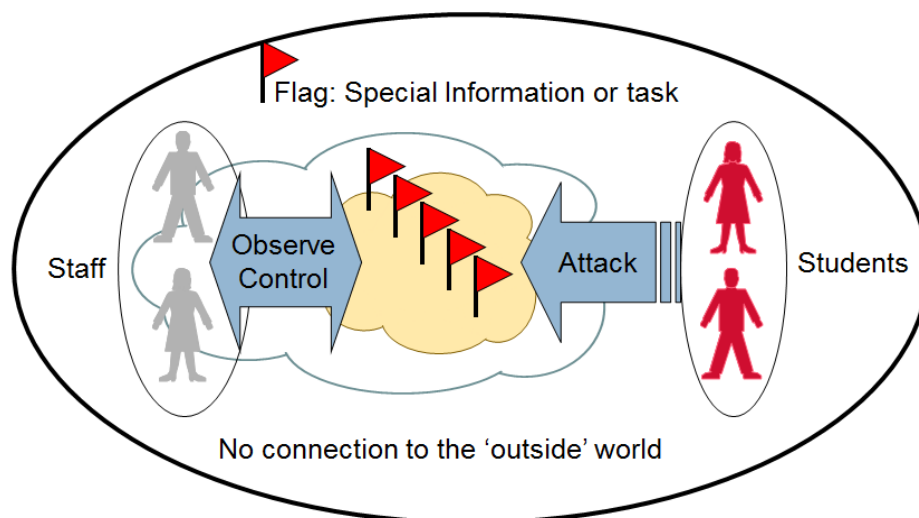 Flag: Special Information or task
Staff
Observe
Control
Attack
Students
No connection to the ‘outside’ world